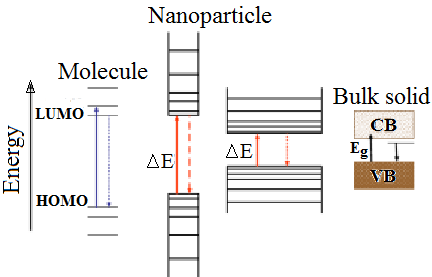 Nanoparticle
Molecule
Bulk solid
LUMO
CB
Energy
ΔE
ΔE
Eg
VB
HOMO